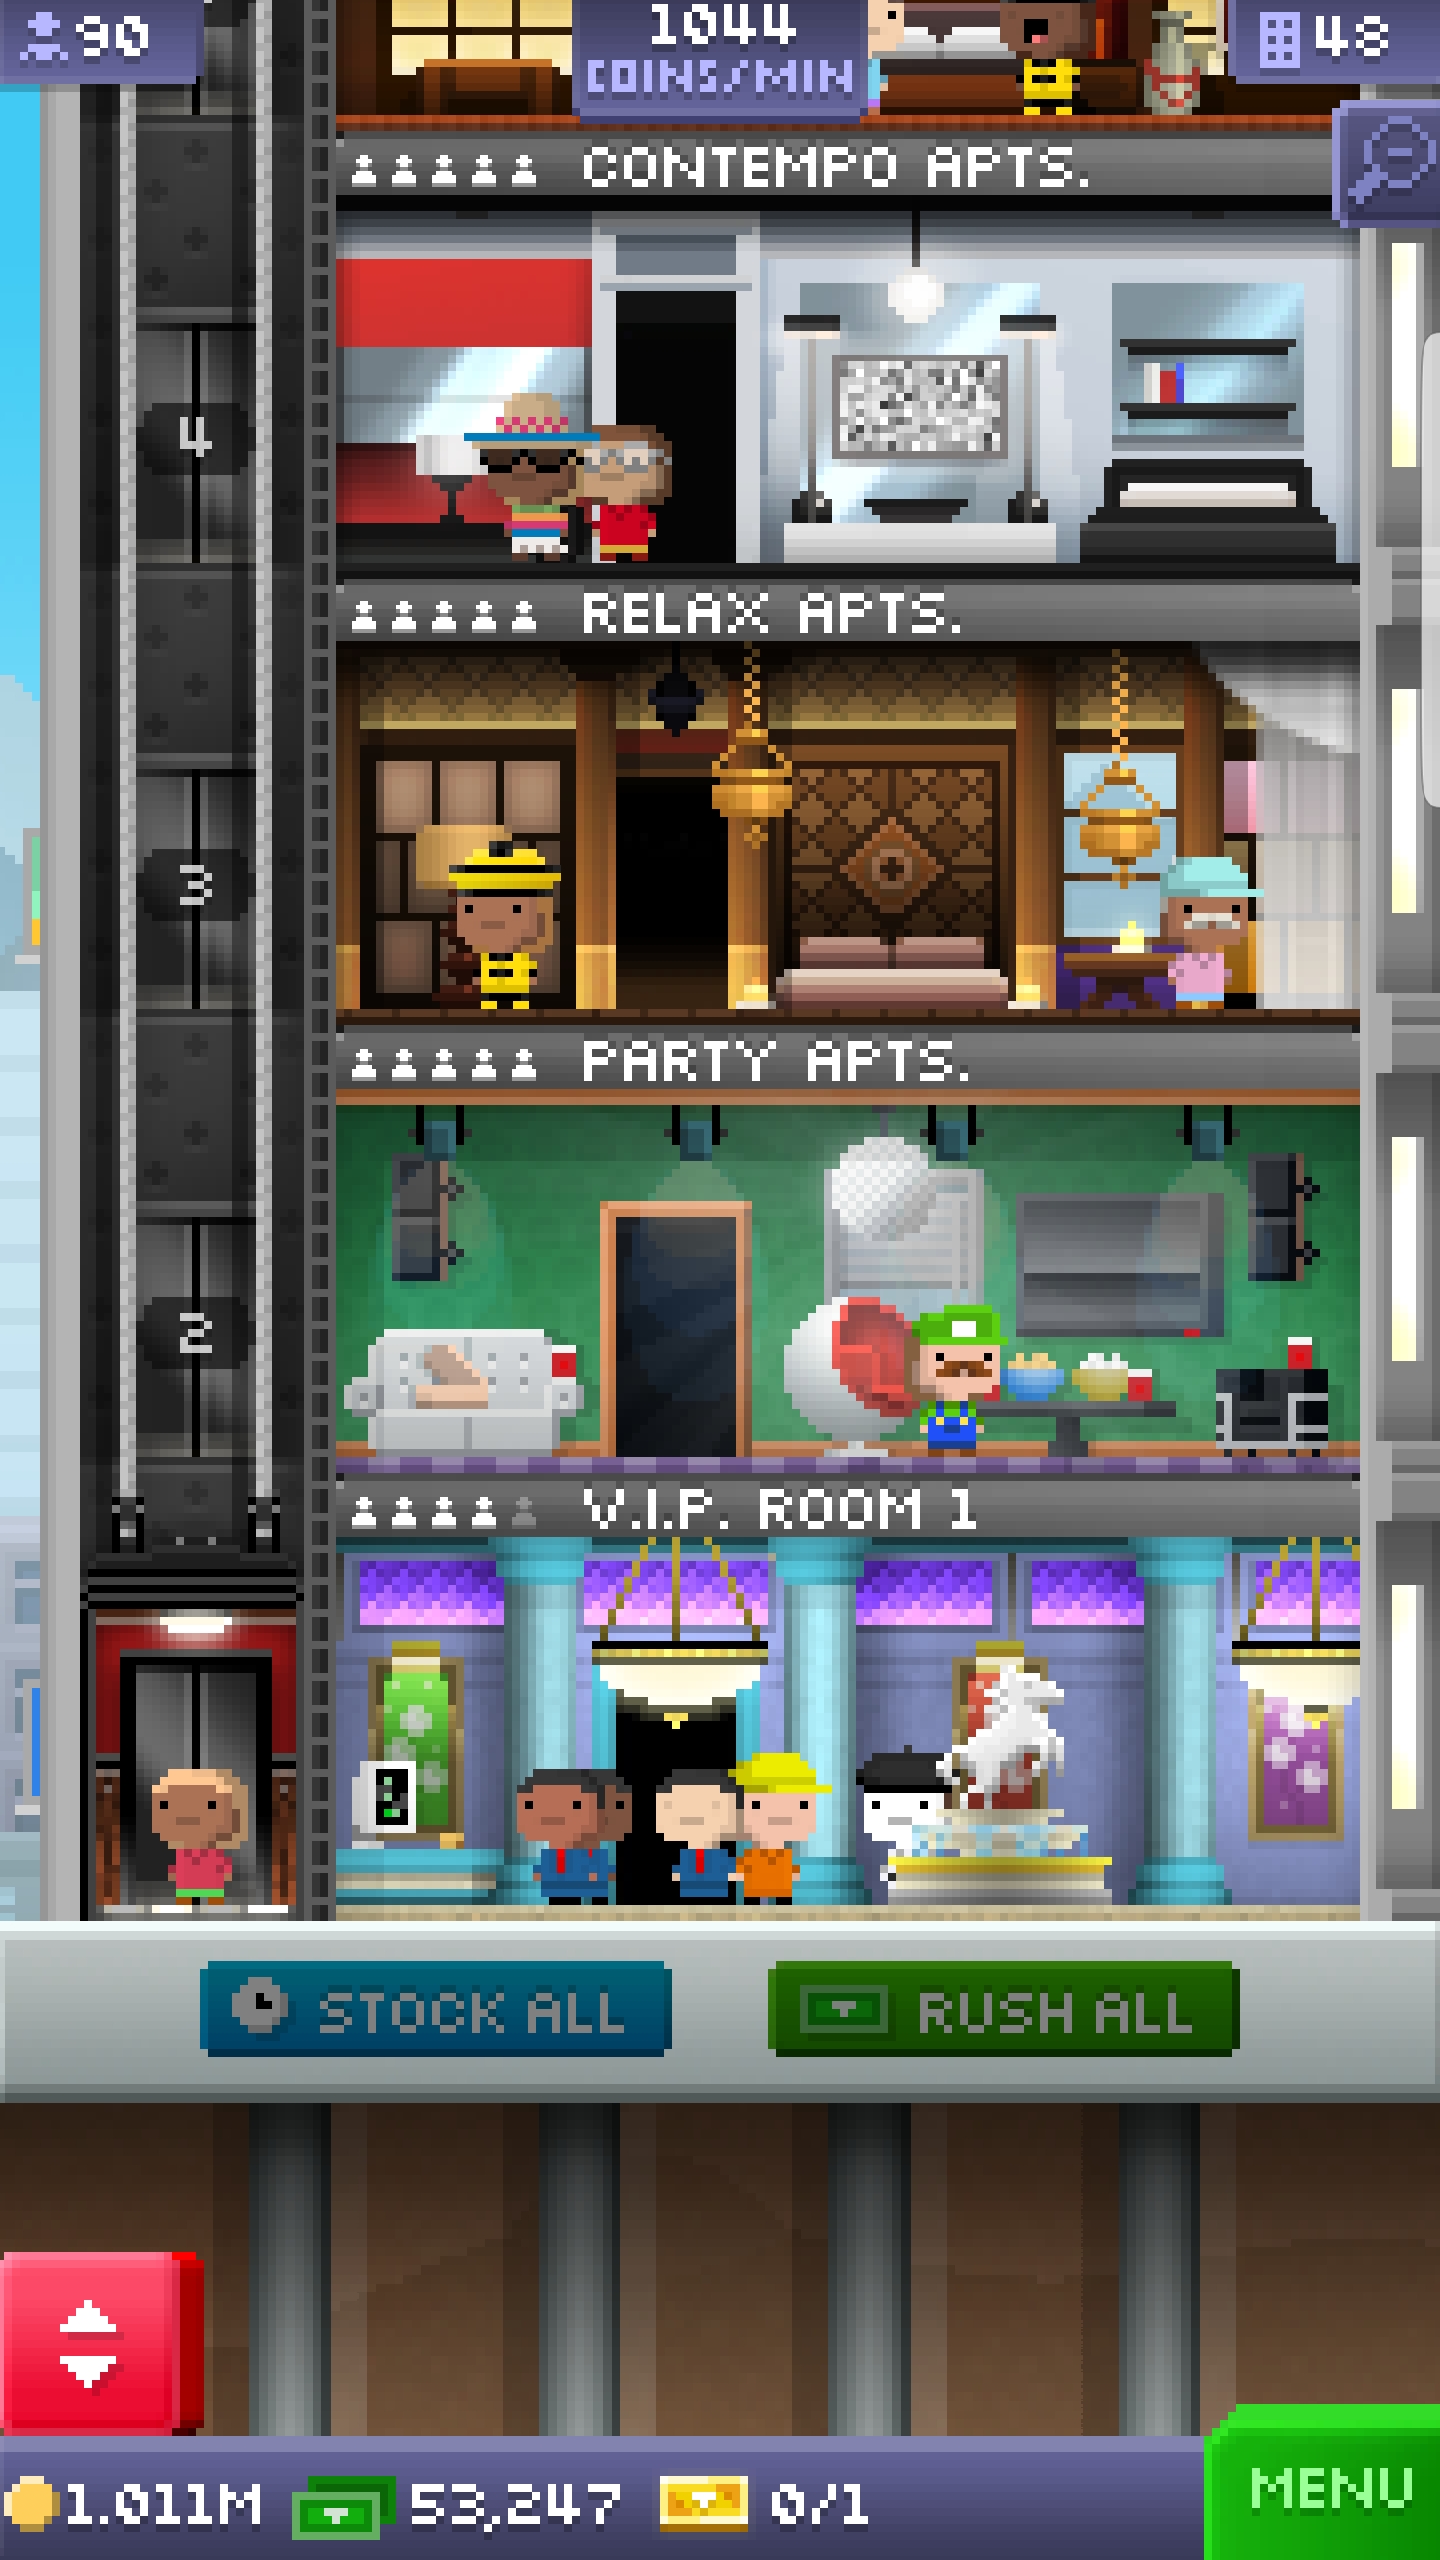 90
1044
COINS/MIN
48
CONTEMPO APTS.
4
RELAX APTS.
3
PARTY APTS.
2
V.I.P. ROOM 1
STOCK ALL
RUSH ALL
1.011M
53,247
0/1
MENU